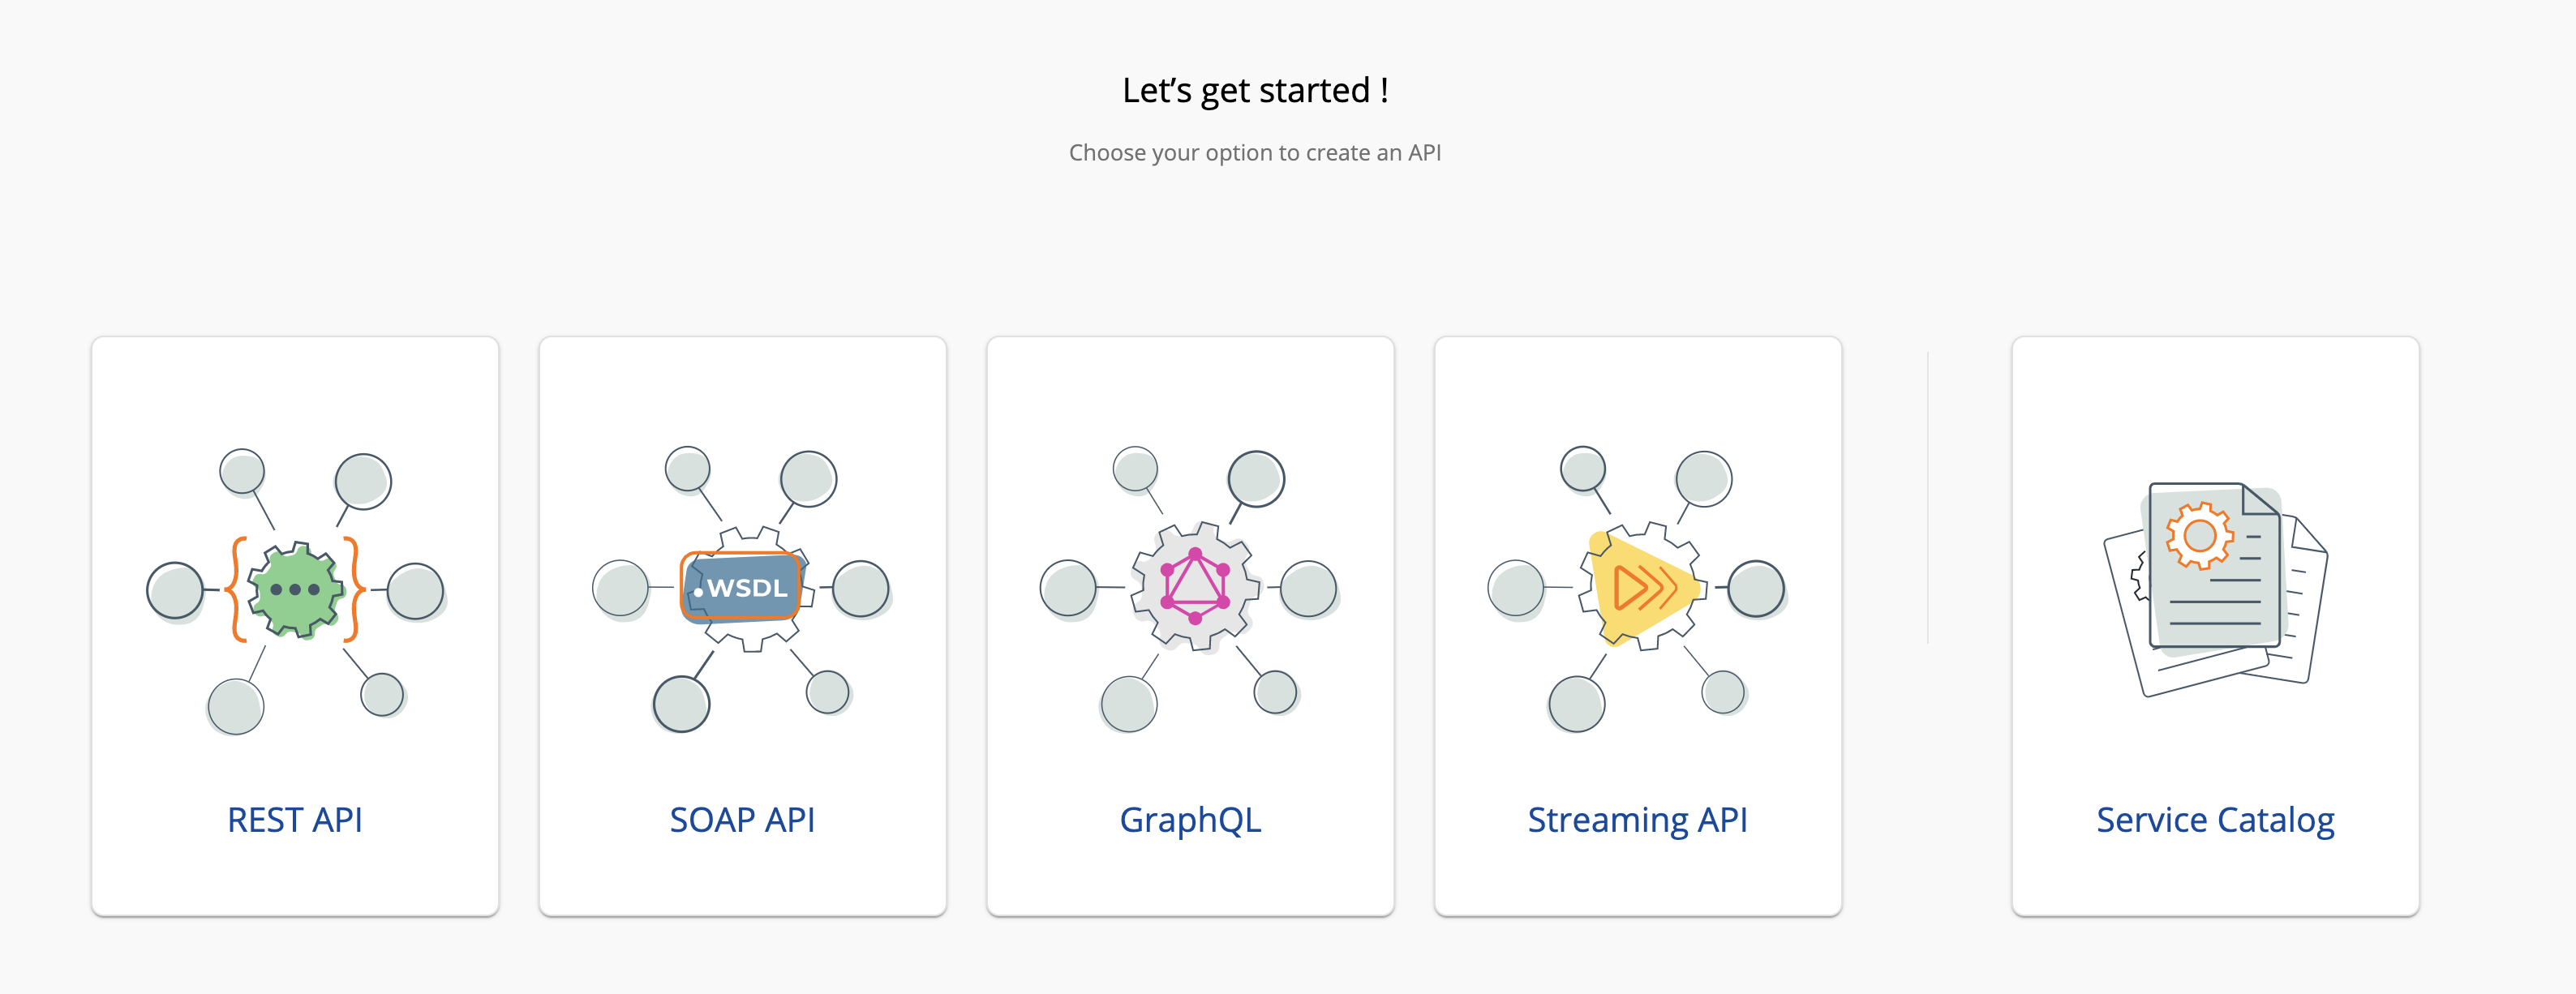 Let’s get started !
Choose your option to create an API
.WSDL
REST API
SOAP API
GraphQL
Streaming API
Service Catalog